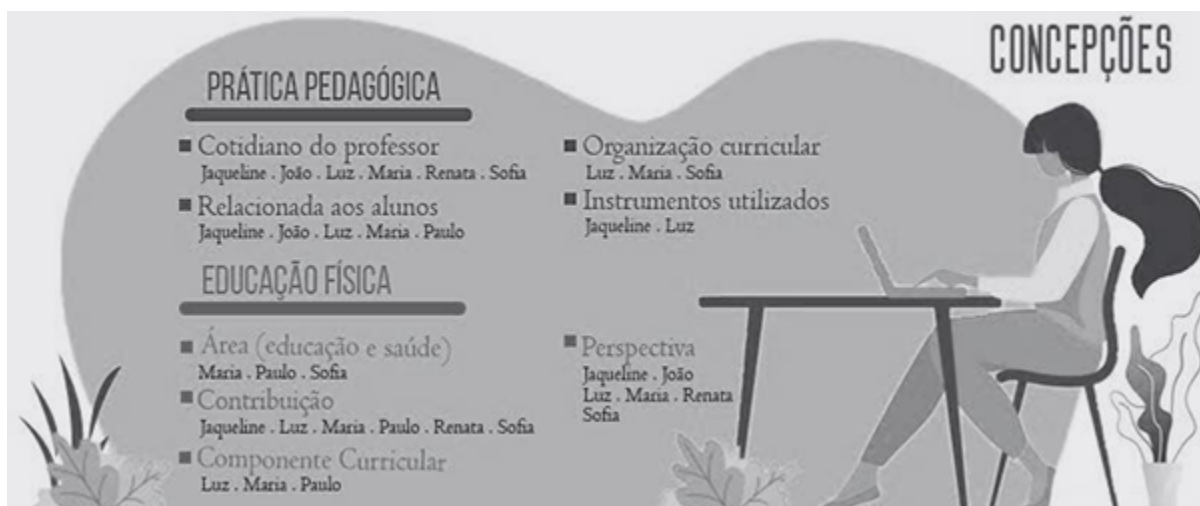 CONCEPÇÕES
PRÁTICA PEDAGÓGICA
Cotidiano do professor
Jaqueline . João . Luz . Maria . Renata . Sofia
Relacionada aos alunos
Jaqueline . João . Luz . Maria . Paulo
Organização curricular
Luz . Maria . Sofia
Instrumentos utilizados
Jaqueline . Luz
EDUCAÇÃO FÍSICA
Área (educação e saúde)
Maria . Paulo . Sofia
Contribuição
Jaqueline . Luz . Maria . Paulo . Renata . Sofia
Componente Curricular
Luz . Maria . Paulo
Perspectiva
Jaqueline . João
Luz . Maria . Renata
Sofia